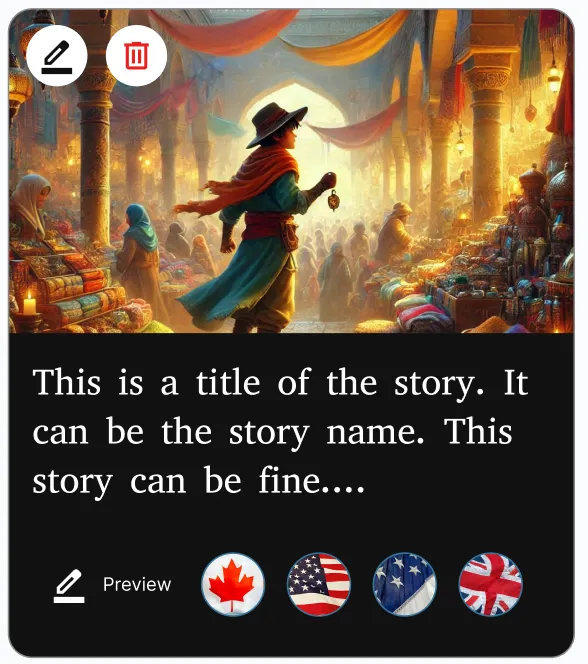 This is a title of the story. It
can be the story name. This
story can be fine....
Preview